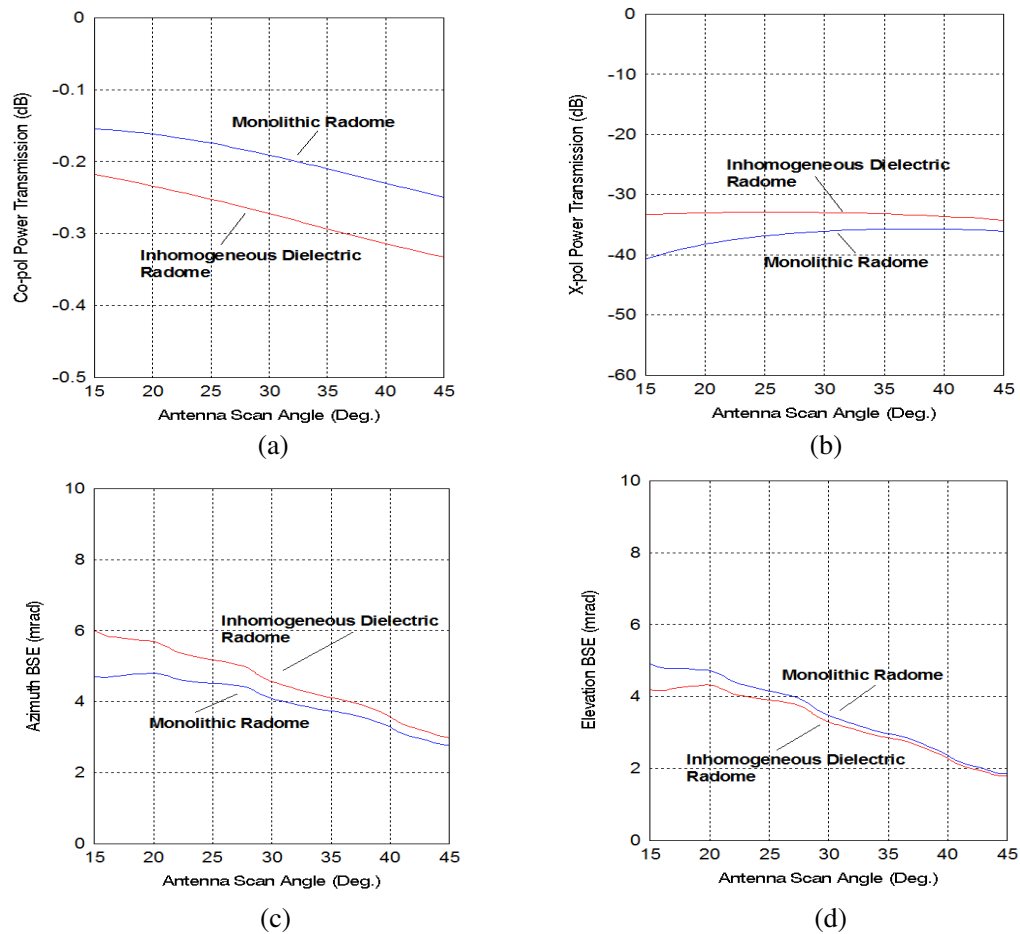 0
-0.1
-0.2
-0.3
-0.4
-0.5
Co-pol Power Transmission (dB)
Monolithic Radome
Inhomogeneous Dielectric
Radome
15 20 25 30 35 40 45
Antenna Scan Angle (Deg.)
(a)
0
-10
-20
-30
-40
-50
-60
X-pol Power Transmission (dB)
Inhomogeneous Dielectric
Radome
Monolithic Radome
15 20 25 30 35 40 45
Antenna Scan Angle (Deg.)
(b)
10
8
6
4
2
0
Azimuth BSE (mrad)
Inhomogeneous Dielectric
Radome
Monolithic Radome
15 20 25 30 35 40 45
Antenna Scan Angle (Deg.)
(c)
10
8
6
4
2
0
Elevation BSE (mrad)
Monolithic Radome
Inhomogeneous Dielectric
Radome
15 20 25 30 35 40 45
Antenna Scan Angle (Deg.)
(d)